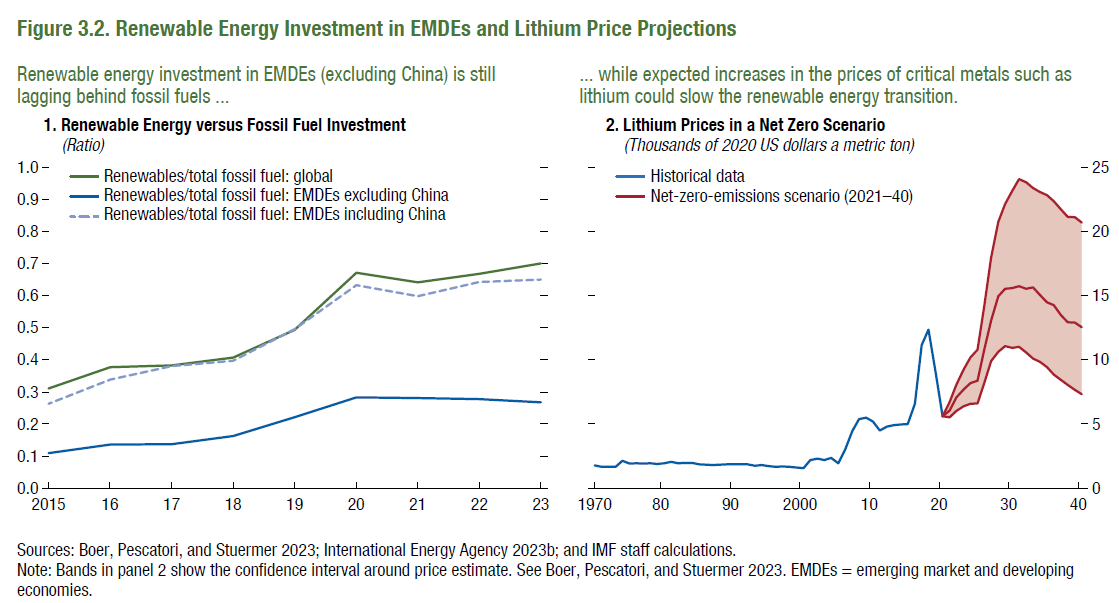 Figure 3.2. Renewable Energy Investment in EMDEs and Lithium Price Projections
Renewable energy investment in EMDEs (excluding China) is still
lagging behind fossil fuels ...
1. Renewable Energy versus Fossil Fuel Investment
(Ratio)
1.0
0.9
0.8
0.7
0.6
0.5
0.4
0.3
0.2
0.1
0.0
Renewables/total fossil fuel: global
Renewables/total fossil fuel: EMDEs excluding China
Renewables/total fossil fuel: EMDEs including China
2015 16 17 18 19 20 21 22 23
... while expected increases in the prices of critical metals such as
lithium could slow the renewable energy transition.
2. Lithium Prices in a Net Zero Scenario
(Thousands of 2020 US dollars a metric ton)
Historical data
Net-zero-emissions scenario (2021–40)
25
20
15
10
5
0
1970 80 90 2000 10 20 30 40
Sources: Boer, Pescatori, and Stuermer 2023; International Energy Agency 2023b; and IMF staff calculations.
Note: Bands in panel 2 show the confidence interval around price estimate. See Boer, Pescatori, and Stuermer 2023. EMDEs = emerging market and developing
economies.